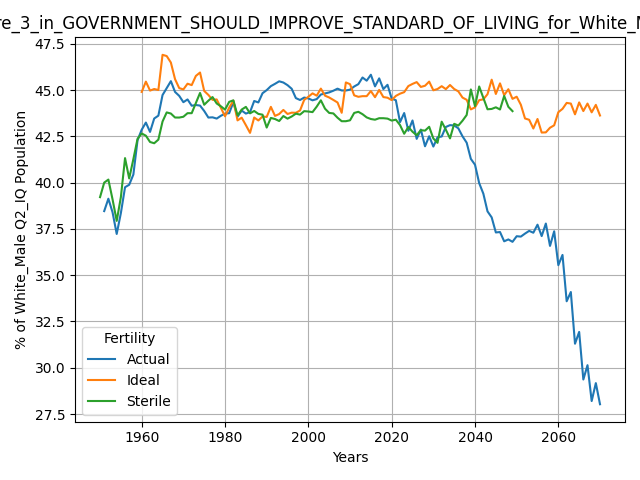 re_3_in_GOVERNMENT_SHOULD_IMPROVE_STANDARD_OF_LIVING_for_White_M
47.5
45.0
42.5
40.0
37.5
35.0
32.5
30.0
27.5
% of White_Male Q2_IQ Population
Fertility
Actual
Ideal
Sterile
1960 1980 2000 2020 2040 2060
Years